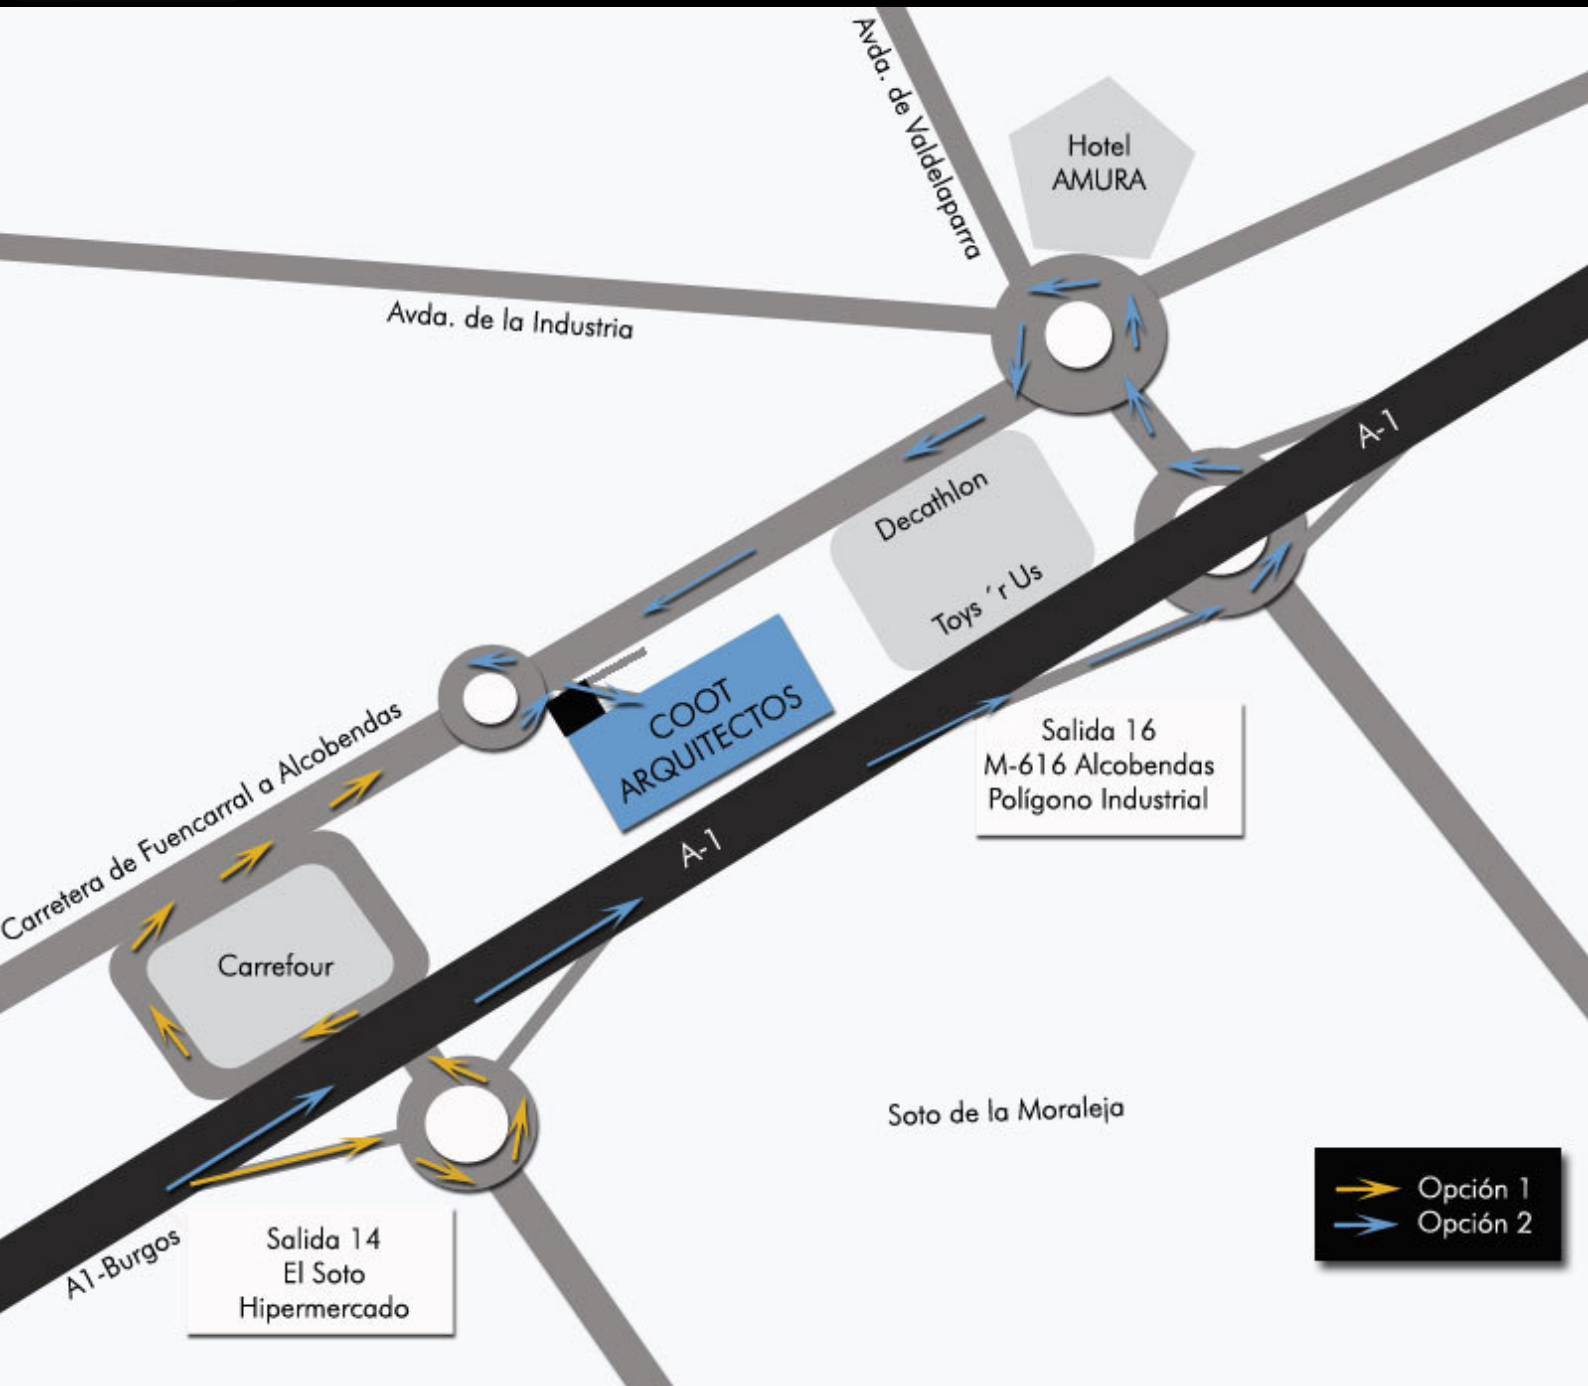 Avda. de Valdelaparra
Hotel
AMURA
Avda. de la Industria
A-1
Decathlon
Toys ´r Us
COOT
ARQUITECTOS
Carretera de Fuencarral a Alcobendas
Salida 16
M-616 Alcobendas
Polígono Industrial
A-1
Carrefour
Soto de la Moraleja
Opción 1
Opción 2
A1-Burgos
Salida 14
El Soto
Hipermercado